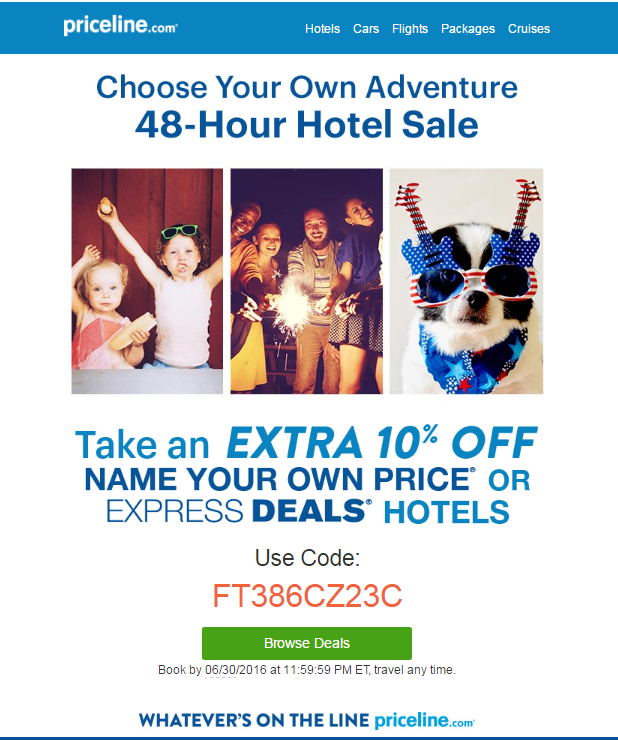 priceline.com®
Hotels Cars Flights Packages Cruises
Choose Your Own Adventure
48-Hour Hotel Sale
Take an EXTRA 10% OFF
NAME YOUR OWN PRICE® OR
EXPRESS DEALS® HOTELS
Use Code:
FT386CZ23C
Browse Deals
Book by 06/30/2016 at 11:59:59 PM ET, travel any time.
WHATEVER'S ON THE LINE priceline.com®